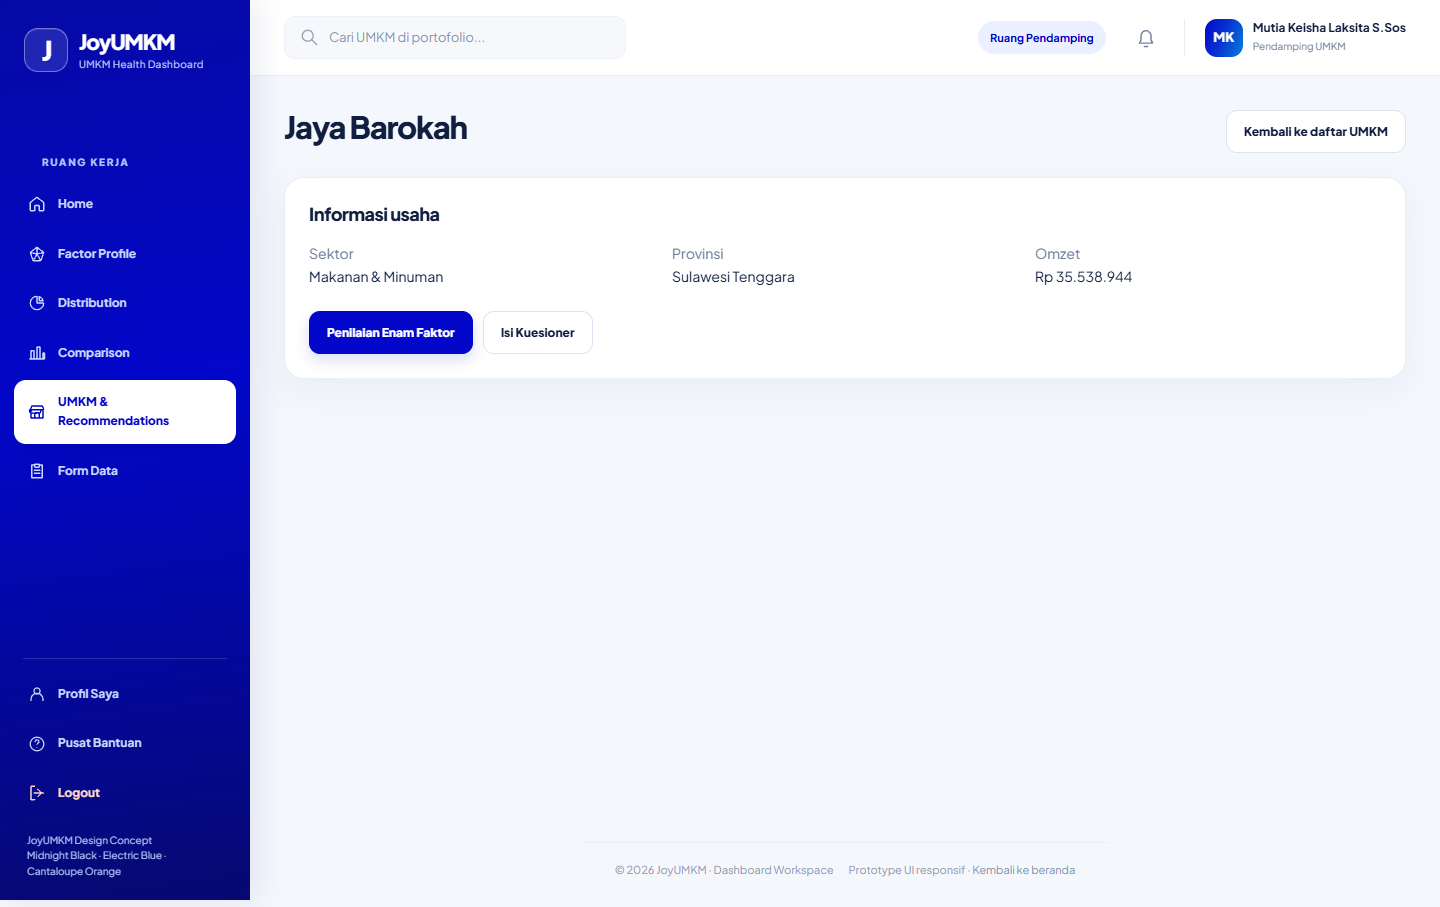 J
JoyUMKM
UMKM Health Dashboard
RUANG KERJA
Home
Factor Profile
Distribution
Comparison
UMKM &
Recommendations
Form Data
Profil Saya
Pusat Bantuan
Logout
JoyUMKM Design Concept
Midnight Black · Electric Blue ·
Cantaloupe Orange
Cari UMKM di portofolio...
Ruang Pendamping
MK
Mutia Keisha Laksita S.Sos
Pendamping UMKM
Jaya Barokah
Kembali ke daftar UMKM
Informasi usaha
Sektor
Makanan & Minuman
Provinsi
Sulawesi Tenggara
Omzet
Rp 35.538.944
Penilaian Enam Faktor
Isi Kuesioner
© 2026 JoyUMKM · Dashboard Workspace
Prototype UI responsif · Kembali ke beranda